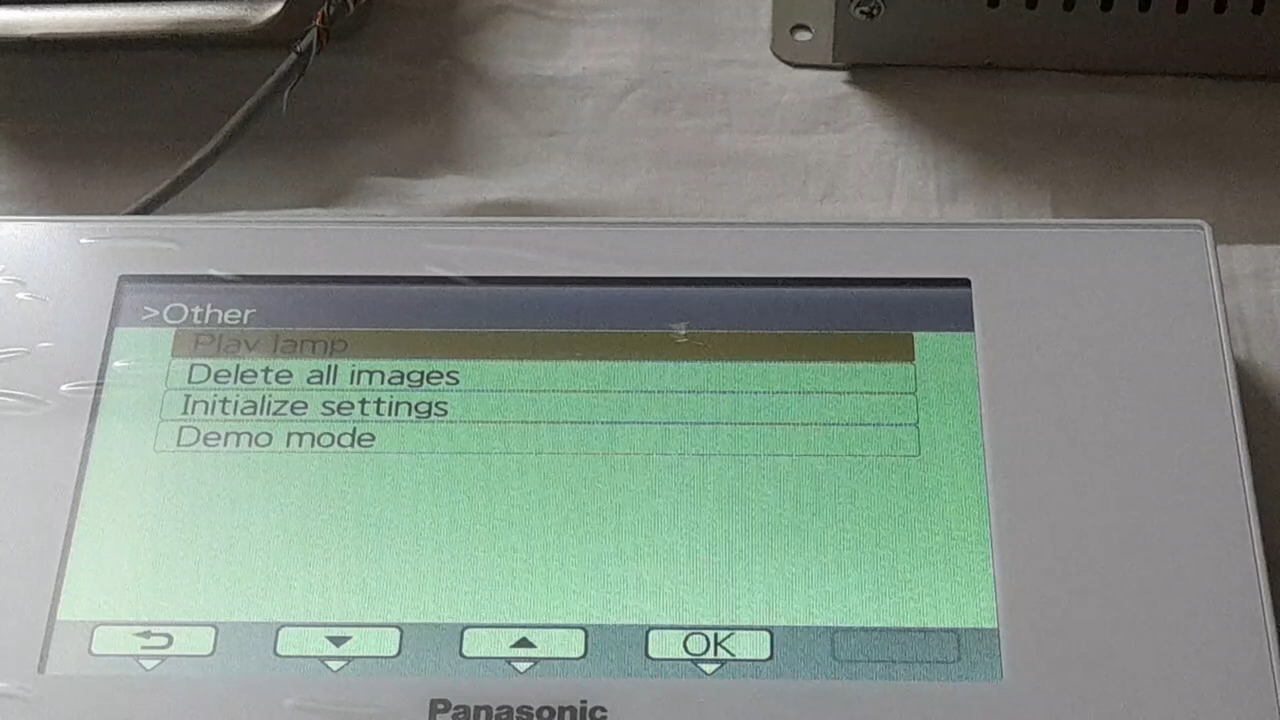 >Other
Play lamp
Delete all images
Initialize settings
Demo mode
OK
Panasonic